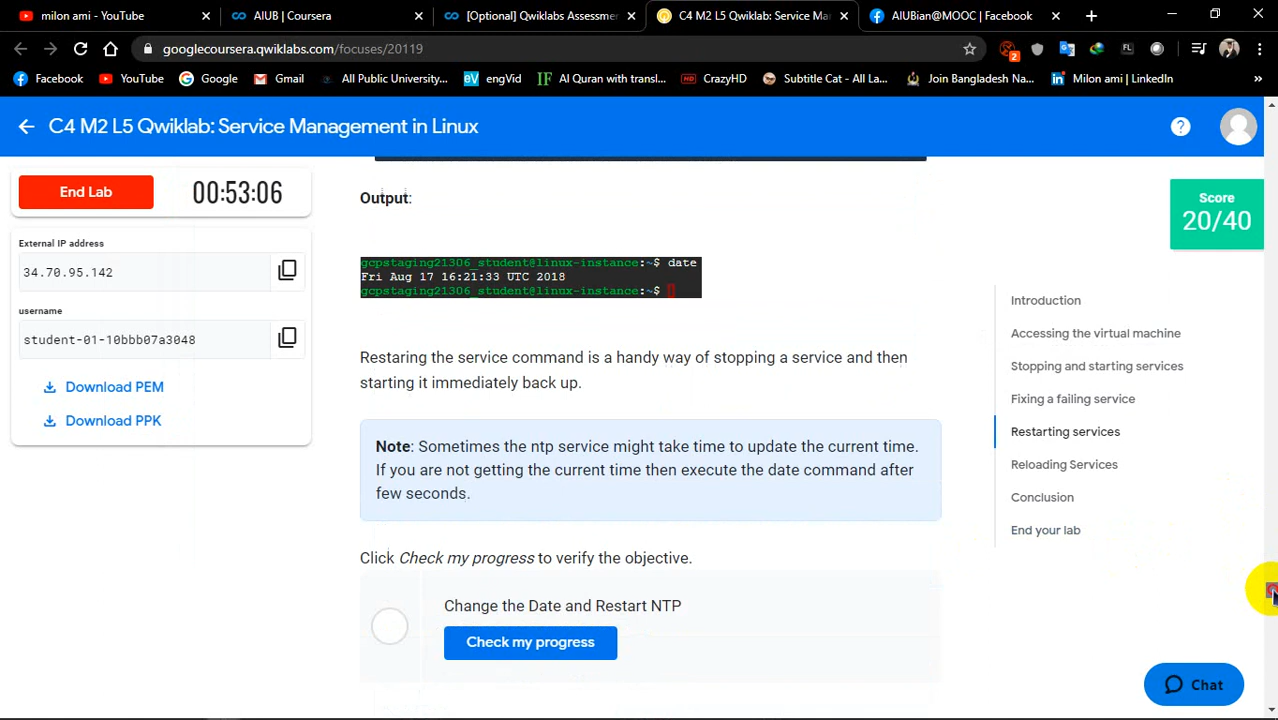 milon ami - YouTube
AIUB | Coursera
[Optional] Qwiklabs Assessmer
C4 M2 L5 Qwiklab: Service Mar
AIUBian@MOOC | Facebook
googlecoursera.qwiklabs.com/focuses/20119
Facebook
YouTube
Google
Gmail
All Public University...
engVid
Al Quran with transl...
CrazyHD
Subtitle Cat - All La...
Join Bangladesh Na...
Milon ami | LinkedIn
C4 M2 L5 Qwiklab: Service Management in Linux
End Lab
00:53:06
External IP address
34.70.95.142
username
student-01-10bbb07a3048
Download PEM
Download PPK
Output:
gcpstaging21306_student@linux-instance:~$ date
Fri Aug 17 16:21:33 UTC 2018
gcpstaging21306_student@linux-instance:~$
Restaring the service command is a handy way of stopping a service and then
starting it immediately back up.
Note: Sometimes the ntp service might take time to update the current time.
If you are not getting the current time then execute the date command after
few seconds.
Click Check my progress to verify the objective.
Change the Date and Restart NTP
Check my progress
Score
20/40
Introduction
Accessing the virtual machine
Stopping and starting services
Fixing a failing service
Restarting services
Reloading Services
Conclusion
End your lab
Chat